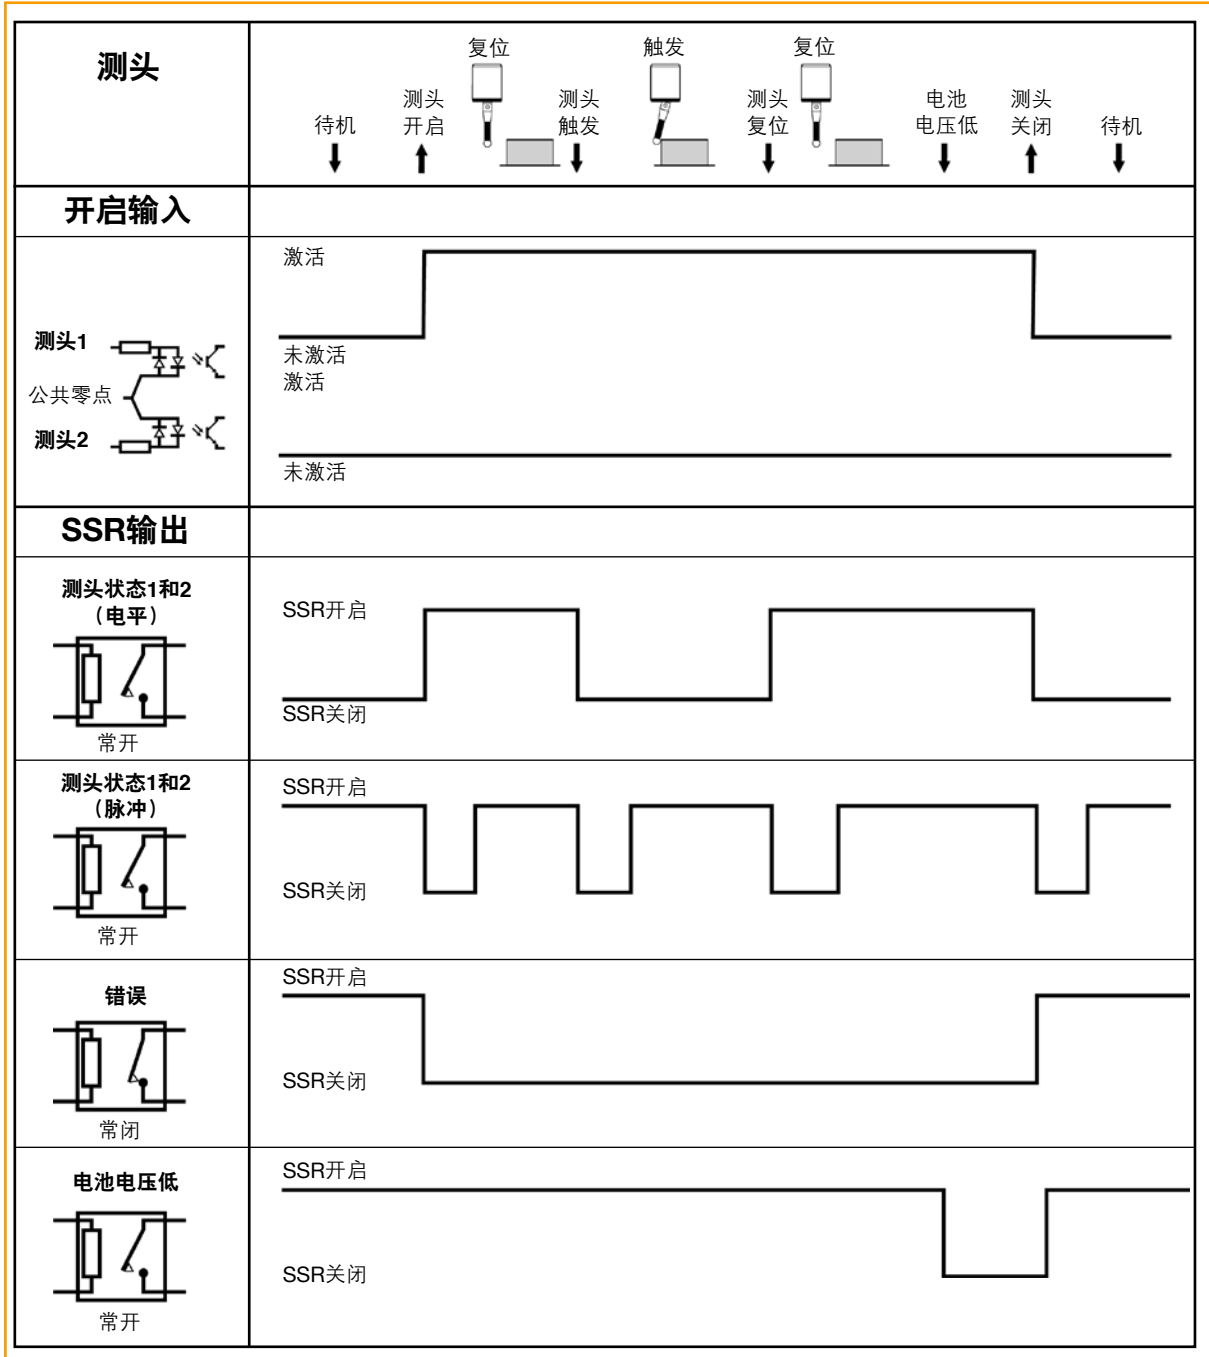 测头
复位
触发
复位
待机
测头
开启
测头
触发
测头
复位
电池
电压低
测头
关闭
待机
开启输入
测头1
公共零点
测头2
激活
未激活
激活
未激活
SSR输出
测头状态1和2
（电平）
常开
SSR开启
SSR关闭
测头状态1和2
（脉冲）
常开
SSR开启
SSR关闭
错误
常闭
SSR开启
SSR关闭
电池电压低
常开
SSR开启
SSR关闭